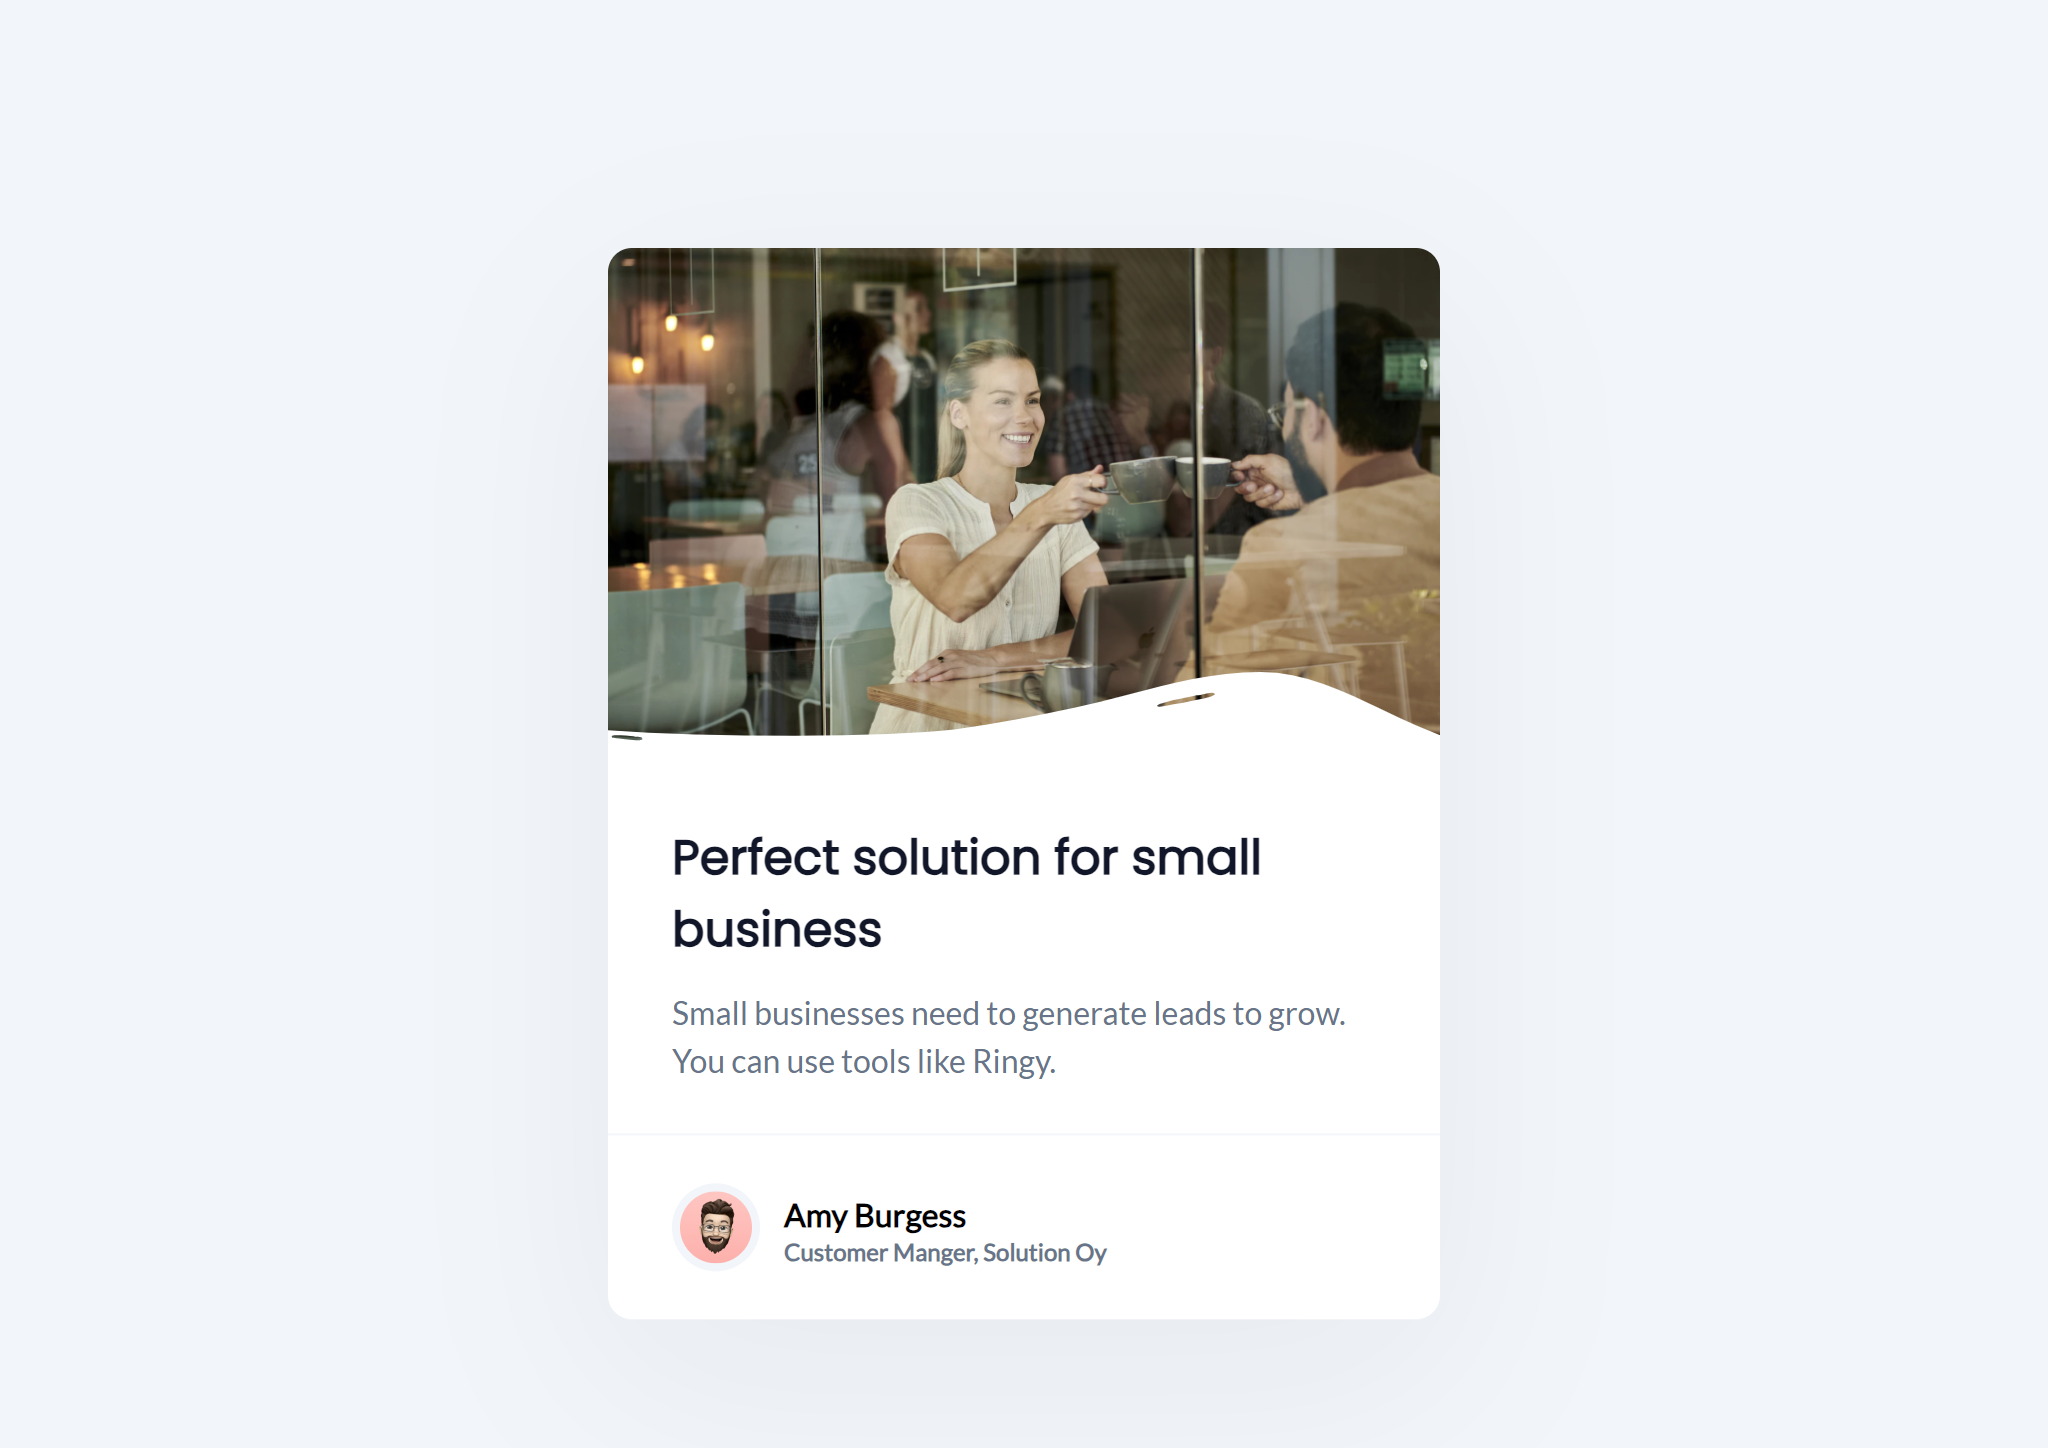 25
Perfect solution for small
business
Small businesses need to generate leads to grow.
You can use tools like Ringy.
Amy Burgess
Customer Manger, Solution Oy